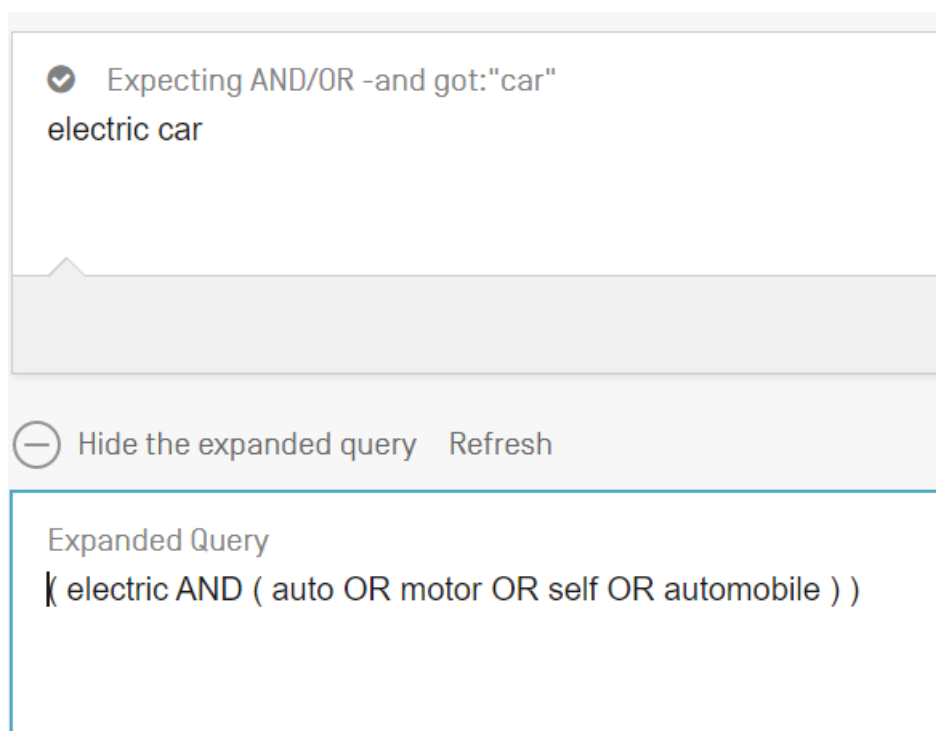 Expecting AND/OR -and got:"car"
electric car
Hide the expanded query Refresh
Expanded Query
( electric AND ( auto OR motor OR self OR automobile ) )